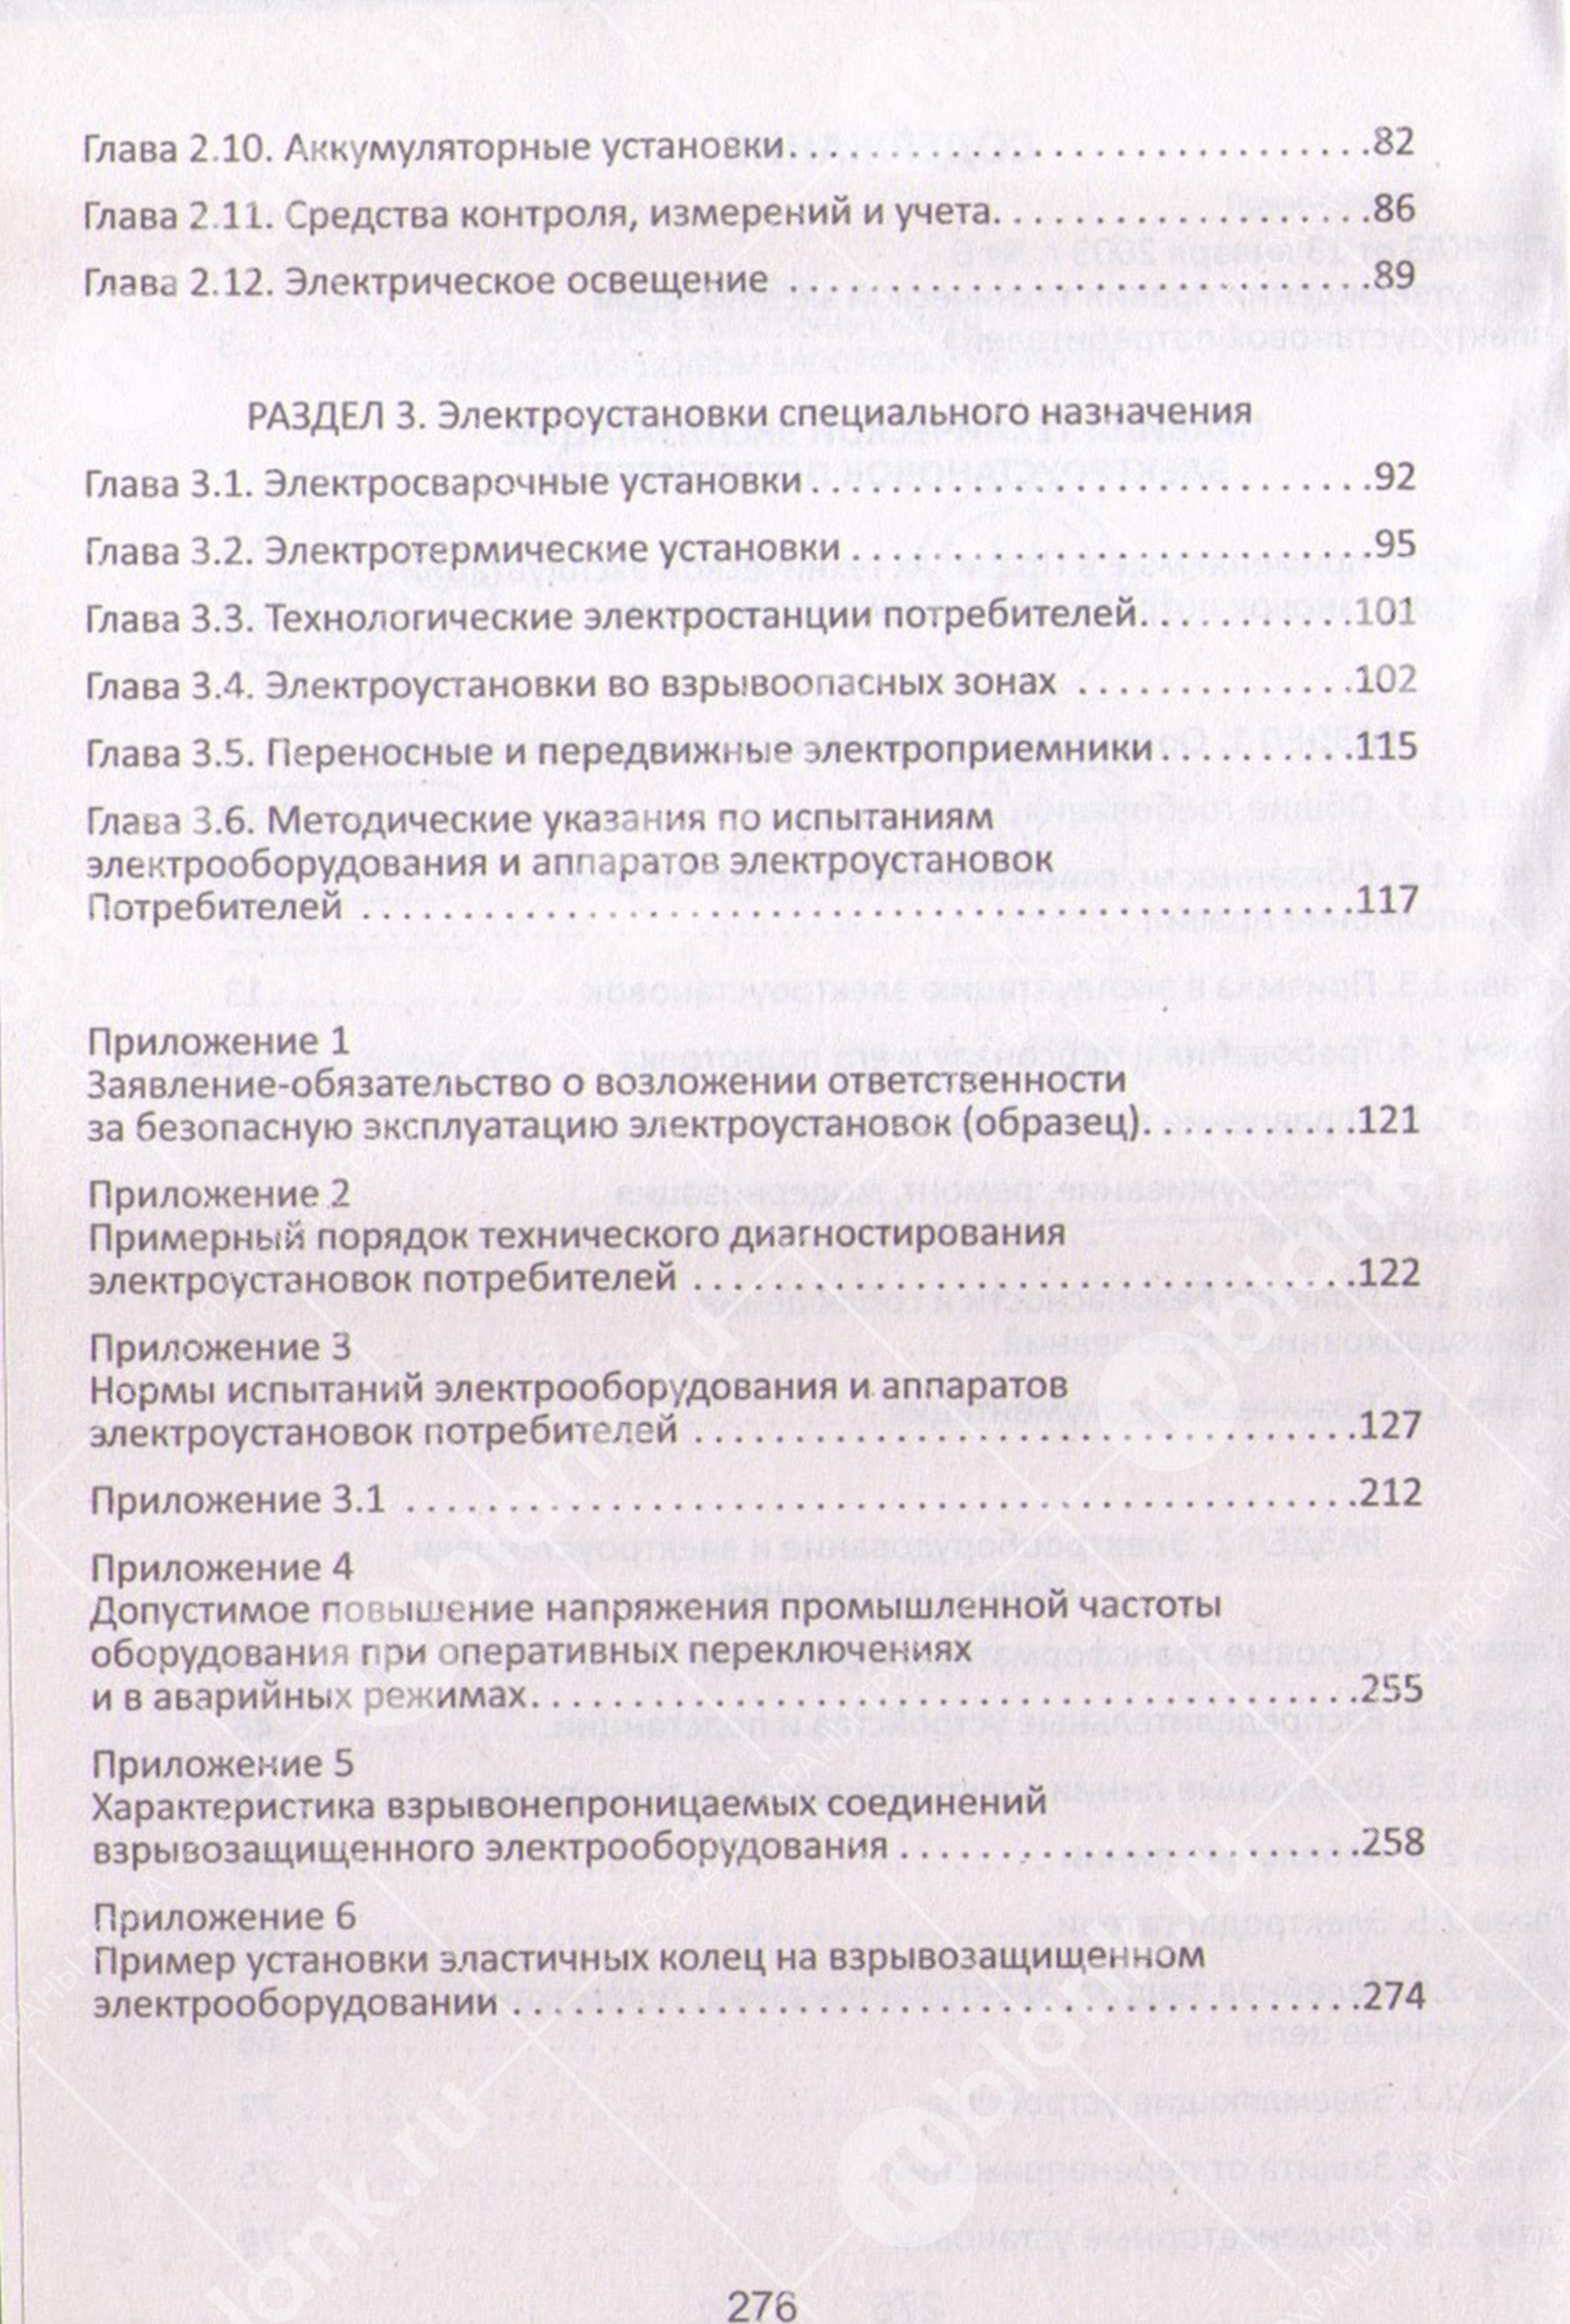 Глава 2.10. Аккумуляторные установки. . . . . . . . . . . . . . . . . . . . . . . . . . . . . . .82
Глава 2.11. Средства контроля, измерений и учета. . . . . . . . . . . . . . . . . . . .86
Глава 2.12. Электрическое освещение . . . . . . . . . . . . . . . . . . . . . . . . . . . . . . .89
РАЗДЕЛ 3. Электроустановки специального назначения
Глава 3.1. Электросварочные установки . . . . . . . . . . . . . . . . . . . . . . . . . . . . . .92
Глава 3.2. Электротермические установки . . . . . . . . . . . . . . . . . . . . . . . . . . . .95
Глава 3.3. Технологические электростанции потребителей. . . . . . . . . . . .101
Глава 3.4. Электроустановки во взрывоопасных зонах . . . . . . . . . . . . . . .102
Глава 3.5. Переносные и передвижные электроприемники . . . . . . . . . . .115
Глава 3.6. Методические указания по испытаниям
электрооборудования и аппаратов электроустановок
Потребителей . . . . . . . . . . . . . . . . . . . . . . . . . . . . . . . . . . . . . . . . . . . . . . . . . . . . .117
Приложение 1
Заявление-обязательство о возложении ответственности
за безопасную эксплуатацию электроустановок (образец). . . . . . . . . . . .121
Приложение 2
Примерный порядок технического диагностирования
электроустановок потребителей . . . . . . . . . . . . . . . . . . . . . . . . . . . . . . . . . . .122
Приложение 3
Нормы испытаний электрооборудования и аппаратов
электроустановок потребителей . . . . . . . . . . . . . . . . . . . . . . . . . . . . . . . . . . .127
Приложение 3.1 . . . . . . . . . . . . . . . . . . . . . . . . . . . . . . . . . . . . . . . . . . . . . . . . . . .212
Приложение 4
Допустимое повышение напряжения промышленной частоты
оборудования при оперативных переключениях
и в аварийных режимах. . . . . . . . . . . . . . . . . . . . . . . . . . . . . . . . . . . . . . . . . . . .255
Приложение 5
Характеристика взрывонепроницаемых соединений
взрывозащищенного электрооборудования . . . . . . . . . . . . . . . . . . . . . . . .258
Приложение 6
Пример установки эластичных колец на взрывозащищенном
электрооборудовании . . . . . . . . . . . . . . . . . . . . . . . . . . . . . . . . . . . . . . . . . . . . .274
rublank.ru
rublank.ru
276